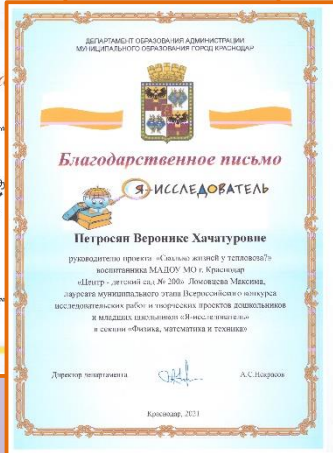 ДЕПАРТАМЕНТ ОБРАЗОВАНИЯ АДМИНИСТРАЦИИ
МУНИЦИПАЛЬНОГО ОБРАЗОВАНИЯ ГОРОД КРАСНОДАР
Благодарственное письмо
Я-ИССЛЕДОВАТЕЛЬ
Петросян Веронике Хачатуровне
руководителю проекта «Сколько жизней у тепловоза?»
воспитанника МАДОУ МО г. Краснодар
«Центр - детский сад № 200» Ломовцева Максима,
лауреата муниципального этапа Всероссийского конкурса
исследовательских работ и творческих проектов дошкольников
и младших школьников «Я-исследователь»
в секции «Физика, математика и техника»
Директор департамента А.С.Некрасов
Краснодар, 2021